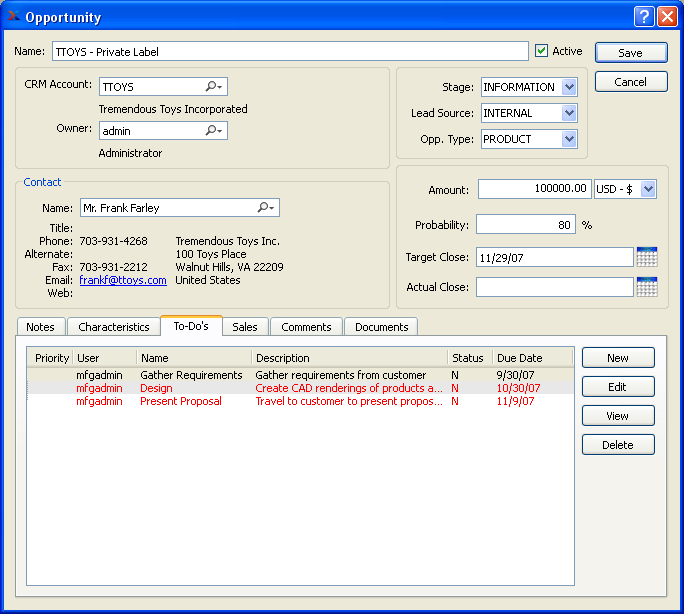 Opportunity
Name: TTOYS - Private Label Active Save
CRM Account: TTOYS Stage: INFORMATION Cancel
Tremendous Toys Incorporated Lead Source: INTERNAL
Owner: admin Opp. Type: PRODUCT
Administrator
Contact
Name: Mr. Frank Farley Amount: 100000.00 USD - $
Title: Probability: 80 %
Phone: 703-931-4268 Tremendous Toys Inc.
Alternate: 100 Toys Place Target Close: 11/29/07
Fax: 703-931-2212 Walnut Hills, VA 22209
Email: frankf@ttoys.com United States Actual Close:
Web:
Notes Characteristics To-Do's Sales Comments Documents
Priority User Name Description Status Due Date New
mfgadmin Gather Requirements Gather requirements from customer N 9/30/07
mfgadmin Design Create CAD renderings of products a... N 10/30/07 Edit
mfgadmin Present Proposal Travel to customer to present propos... N 11/9/07
View
Delete